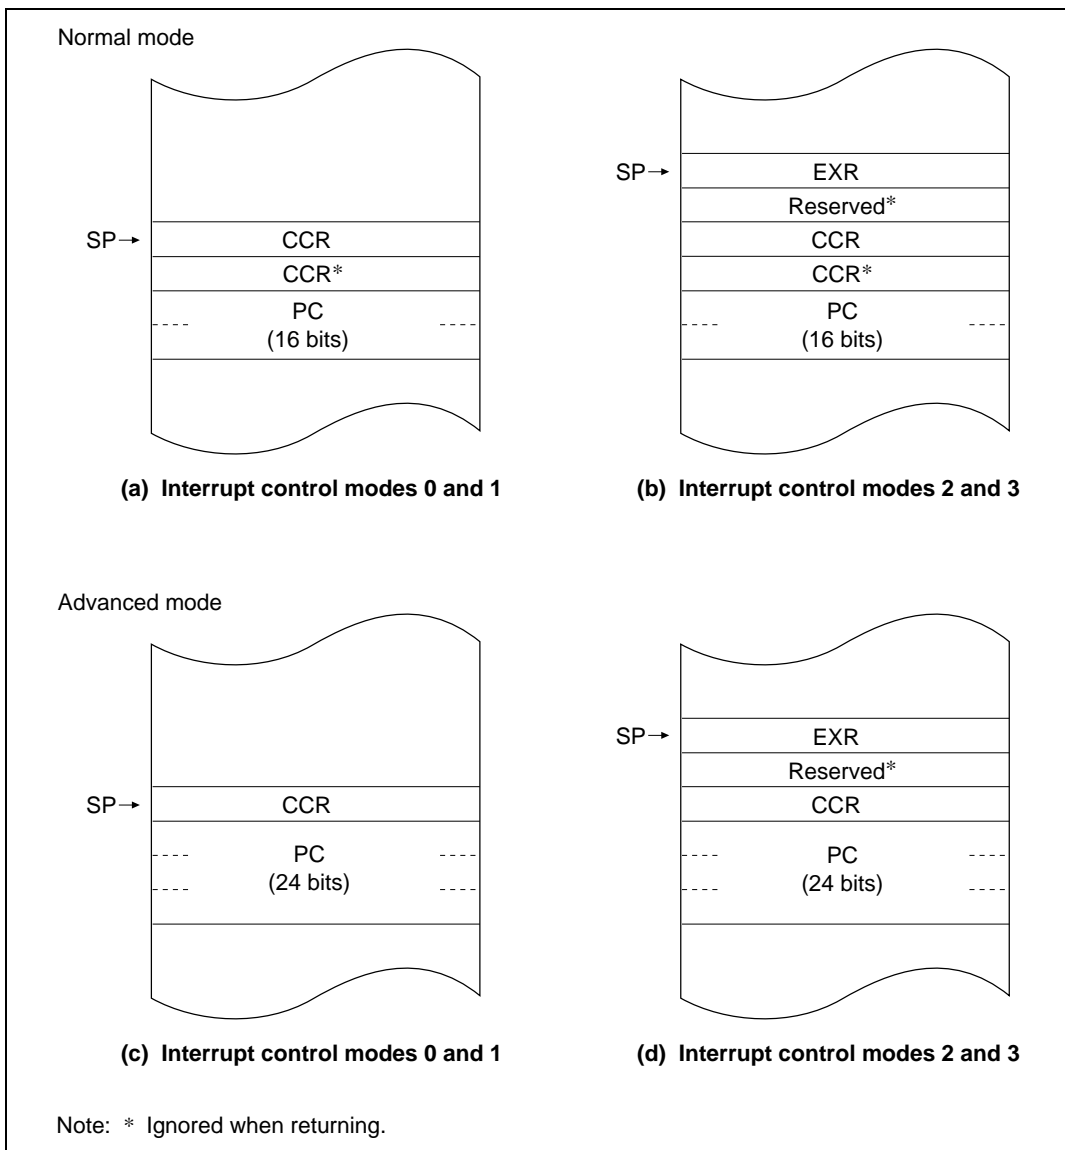 Normal mode
SP→
CCR
CCR*
PC
(16 bits)
(a) Interrupt control modes 0 and 1
SP→
EXR
Reserved*
CCR
CCR*
PC
(16 bits)
(b) Interrupt control modes 2 and 3
Advanced mode
SP→
CCR
PC
(24 bits)
(c) Interrupt control modes 0 and 1
SP→
EXR
Reserved*
CCR
PC
(24 bits)
(d) Interrupt control modes 2 and 3
Note: * Ignored when returning.